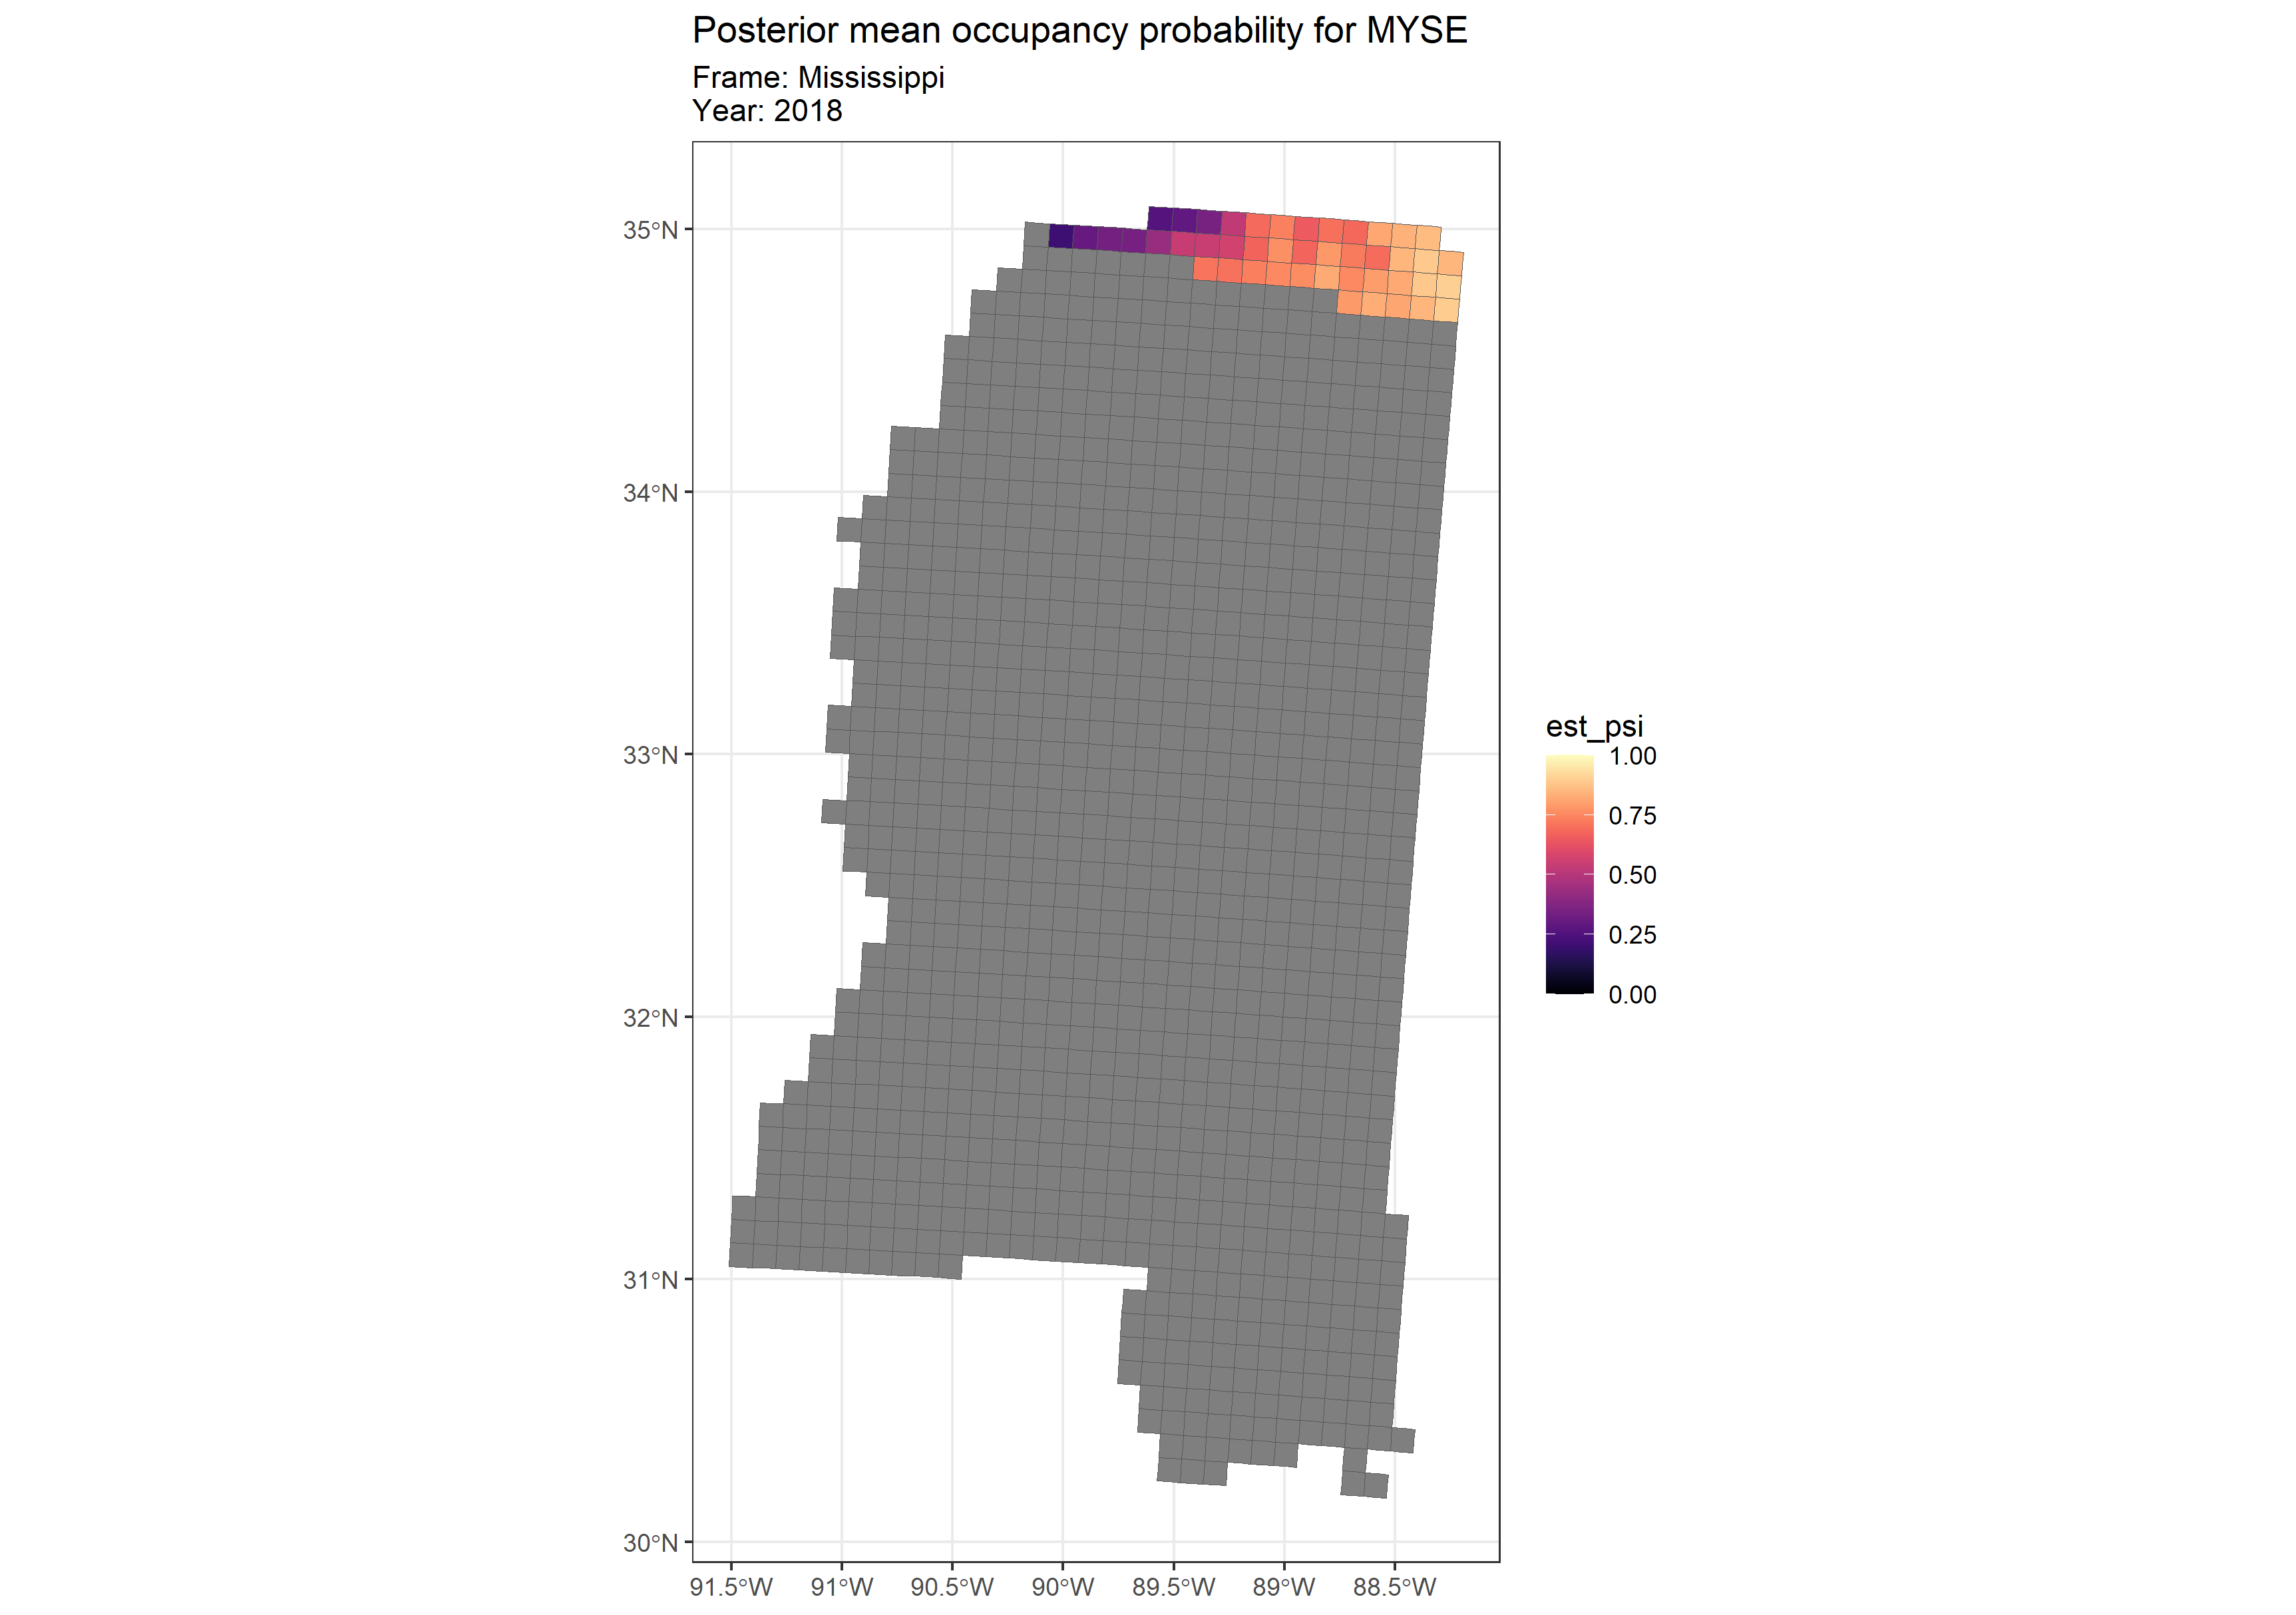 Posterior mean occupancy probability for MYSE
Frame: Mississippi
Year: 2018
35°N
34°N
33°N
32°N
31°N
30°N
91.5°W 91°W 90.5°W 90°W 89.5°W 89°W 88.5°W
est_psi
1.00
0.75
0.50
0.25
0.00